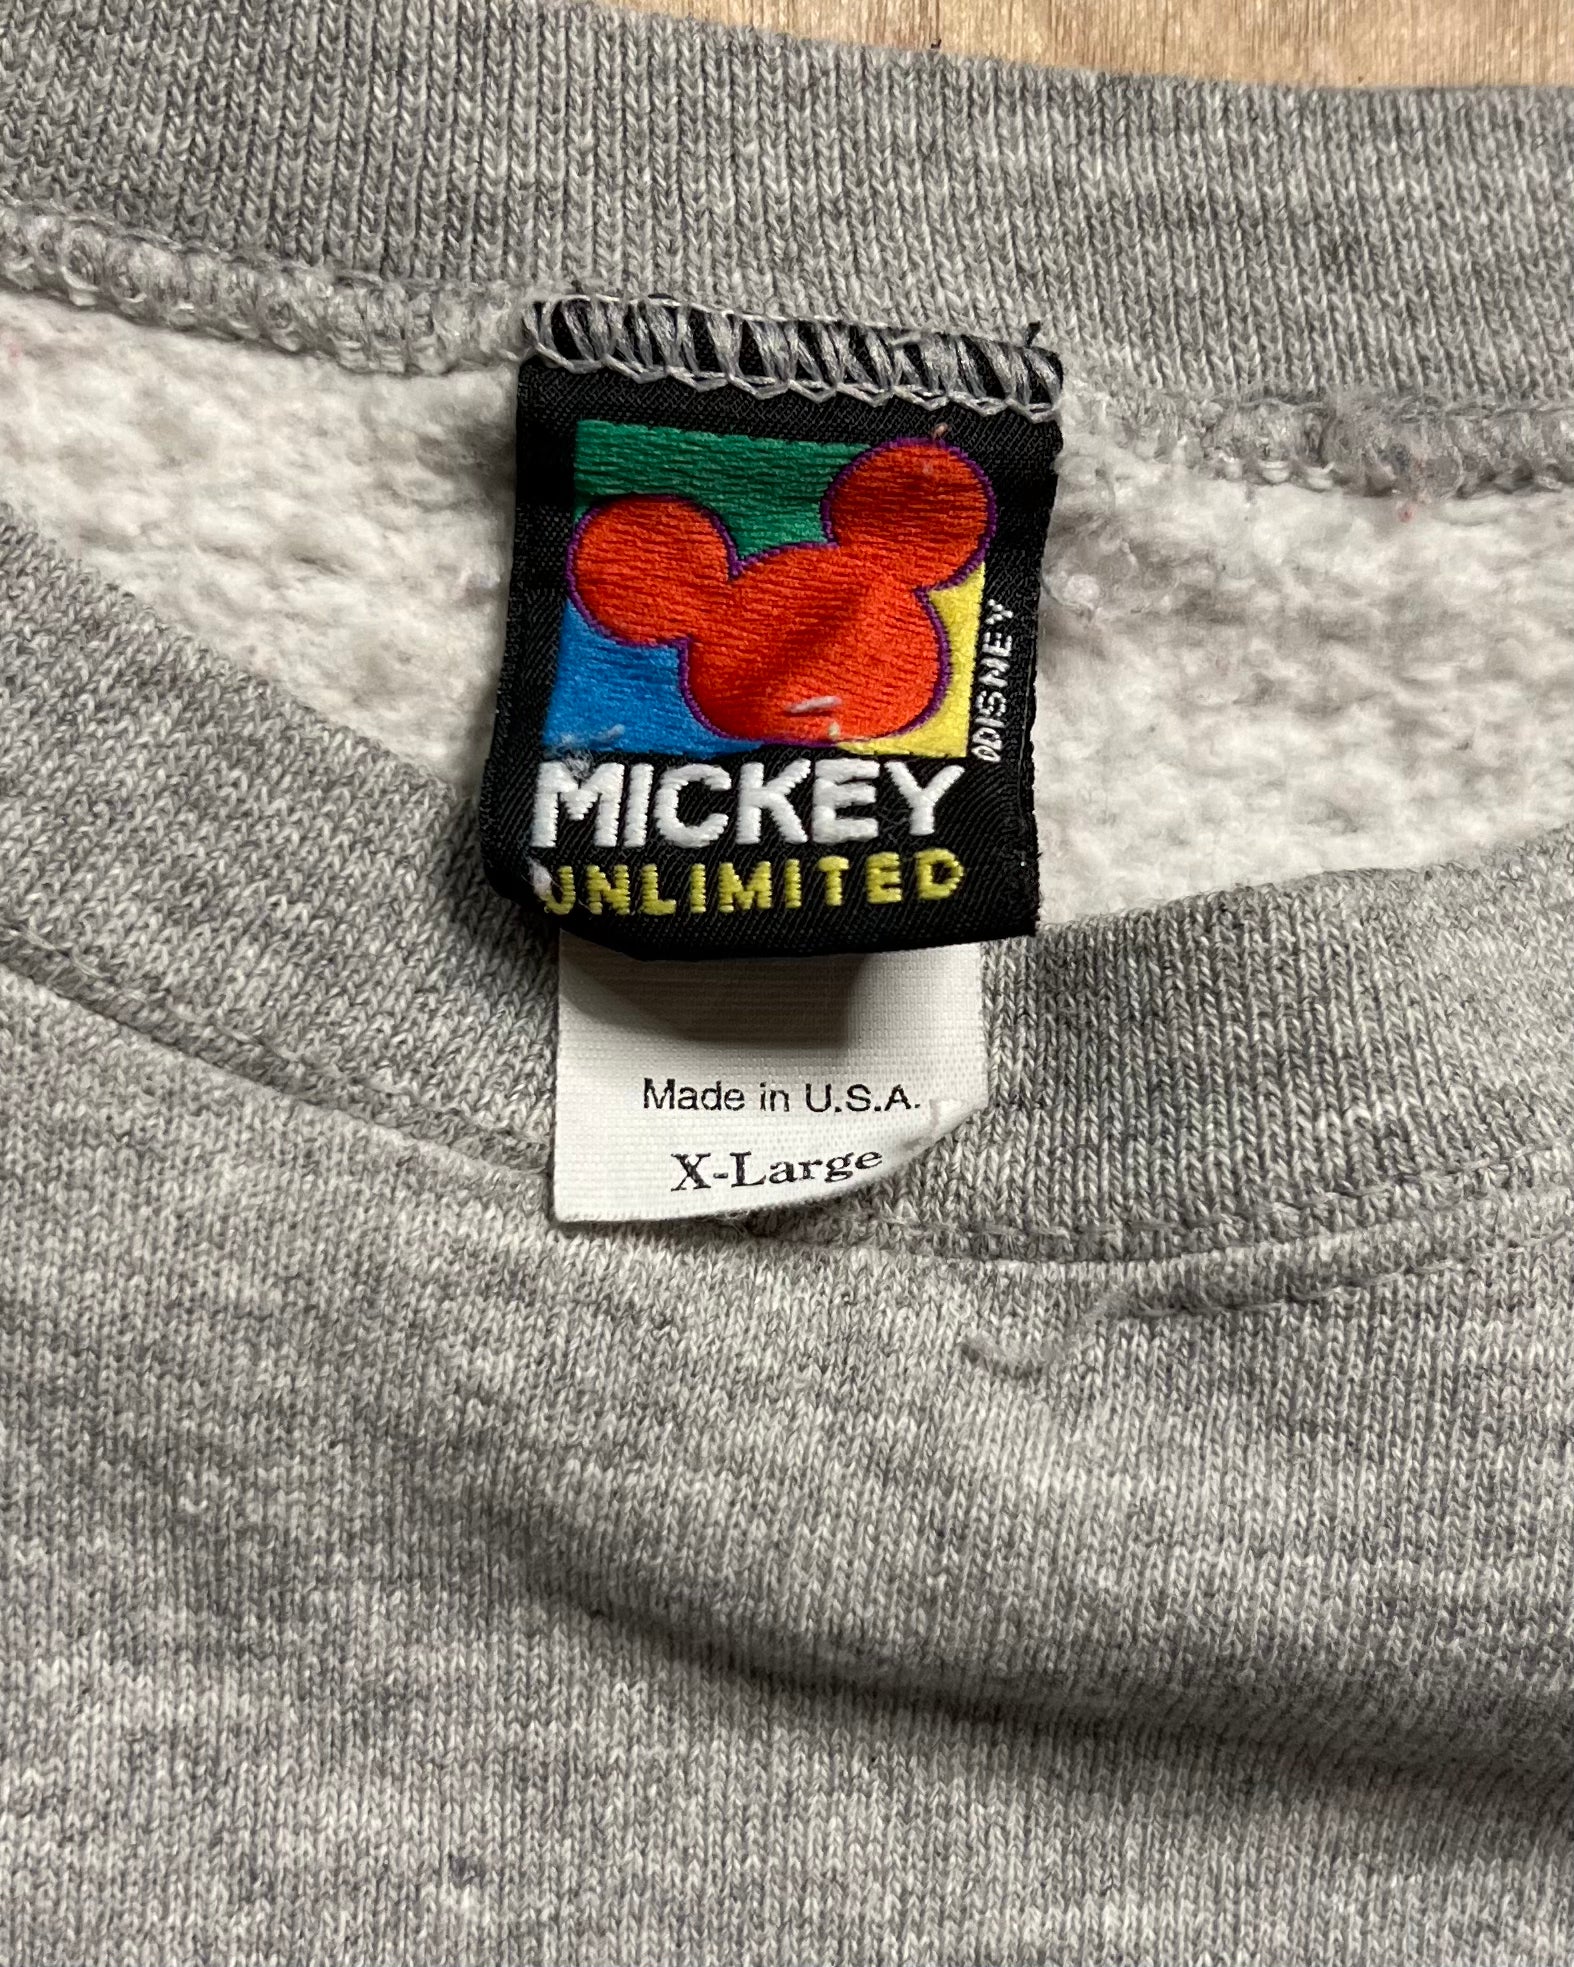 ©DISNEY
MICKEY
UNLIMITED
Made in U.S.A.
X-Large